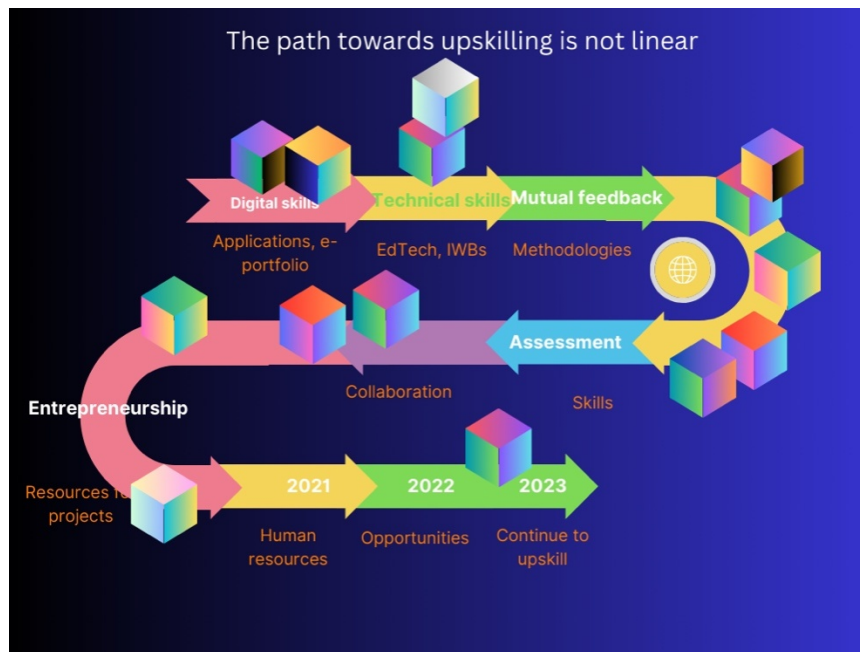 The path towards upskilling is not linear
Digital skills
Technical skills
Mutual feedback
Applications, e-
portfolio
EdTech, IWBs
Methodologies
Assessment
Collaboration
Skills
Entrepreneurship
Resources
projects
2021
2022
2023
Human
resources
Opportunities
Continue to
upskill